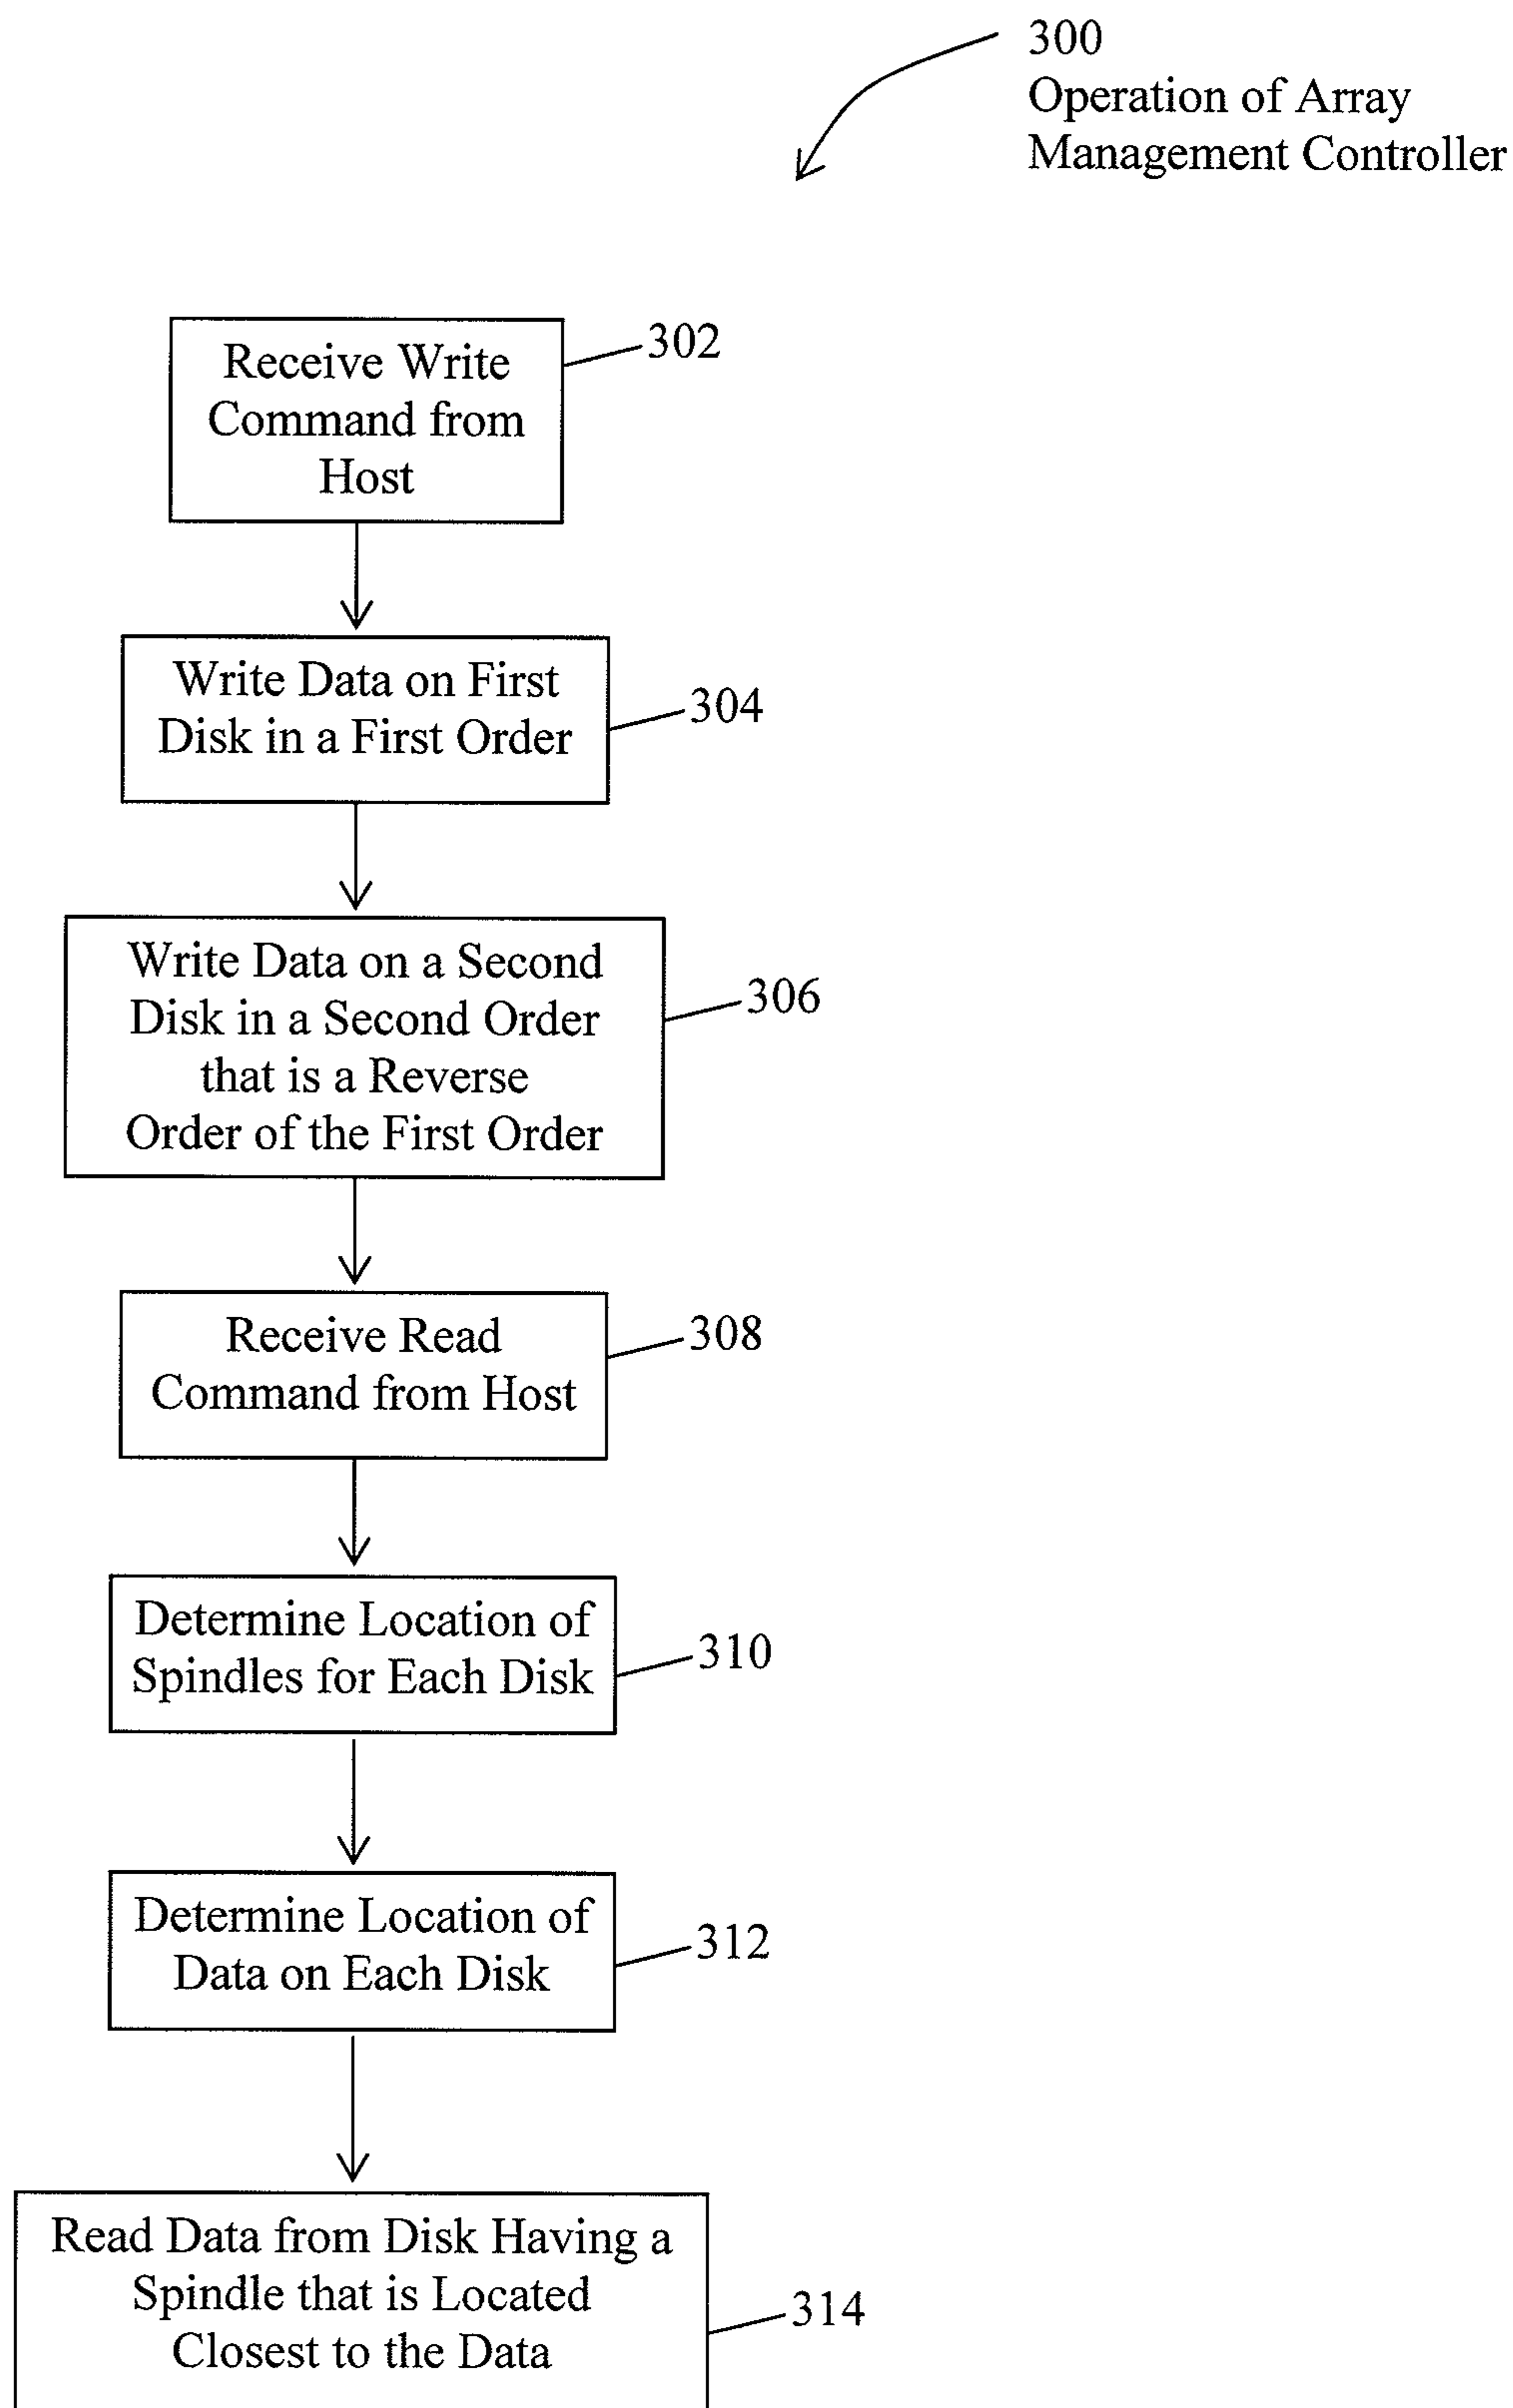 300
Operation of Array
Management Controller
302
Receive Write
Command from
Host
304
Write Data on First
Disk in a First Order
306
Write Data on a Second
Disk in a Second Order
that is a Reverse
Order of the First Order
308
Receive Read
Command from Host
310
Determine Location of
Spindles for Each Disk
312
Determine Location of
Data on Each Disk
314
Read Data from Disk Having a
Spindle that is Located
Closest to the Data